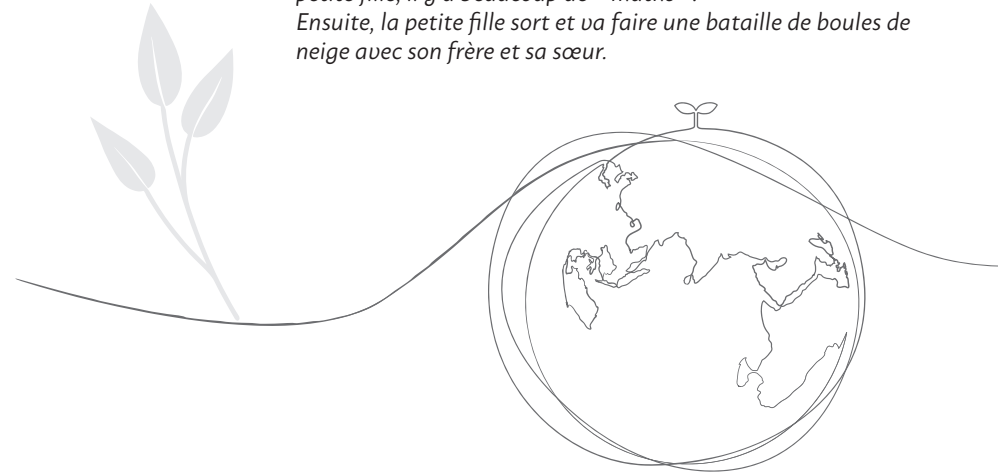 Ensuite, la petite fille sort et va faire une bataille de boules de
neige avec son frère et sa sœur.